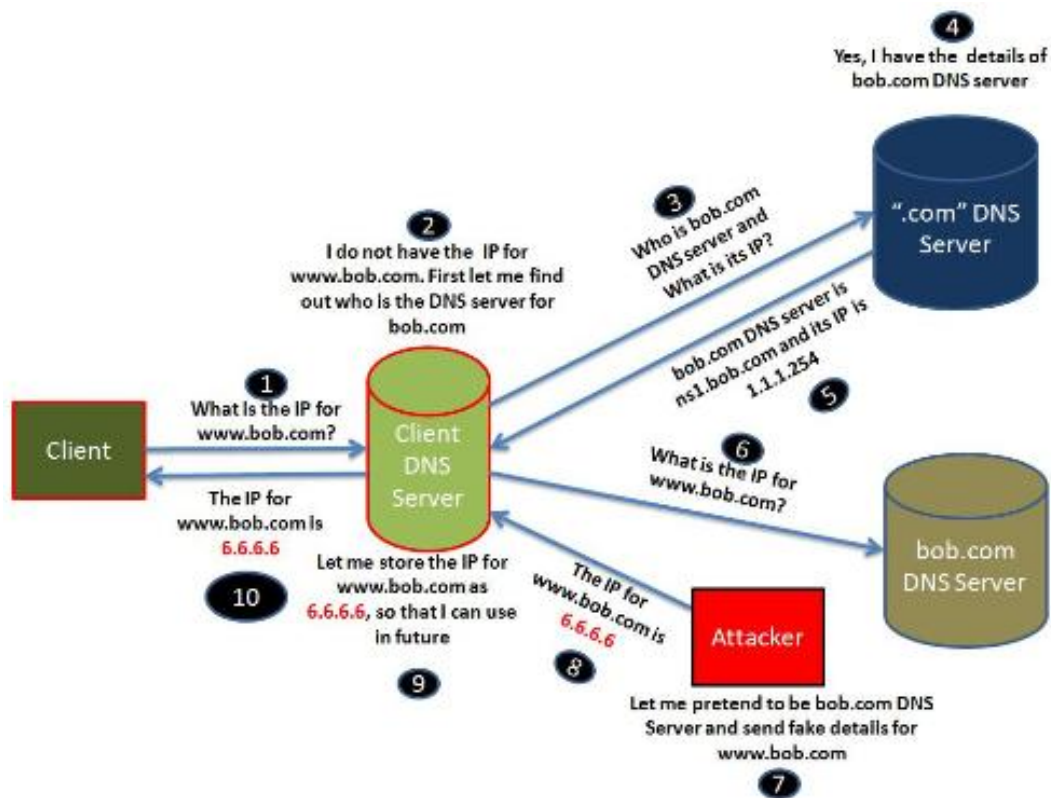 4
Yes, I have the details of
bob.com DNS server
".com" DNS
Server
3
Who is bob.com
DNS server and
What is its IP?
2
I do not have the IP for
www.bob.com. First let me find
out who is the DNS server for
bob.com
bob.com DNS server is
ns1.bob.com and its IP is
1.1.1.254
5
1
What is the IP for
www.bob.com?
Client
Client
DNS
Server
The IP for
www.bob.com is
6.6.6.6
10
6
What is the IP for
www.bob.com?
bob.com
DNS Server
Let me store the IP for
www.bob.com as
6.6.6.6, so that I can use
in future
9
The IP for
www.bob.com is
6.6.6.6
8
Attacker
Let me pretend to be bob.com DNS
Server and send fake details for
www.bob.com
7